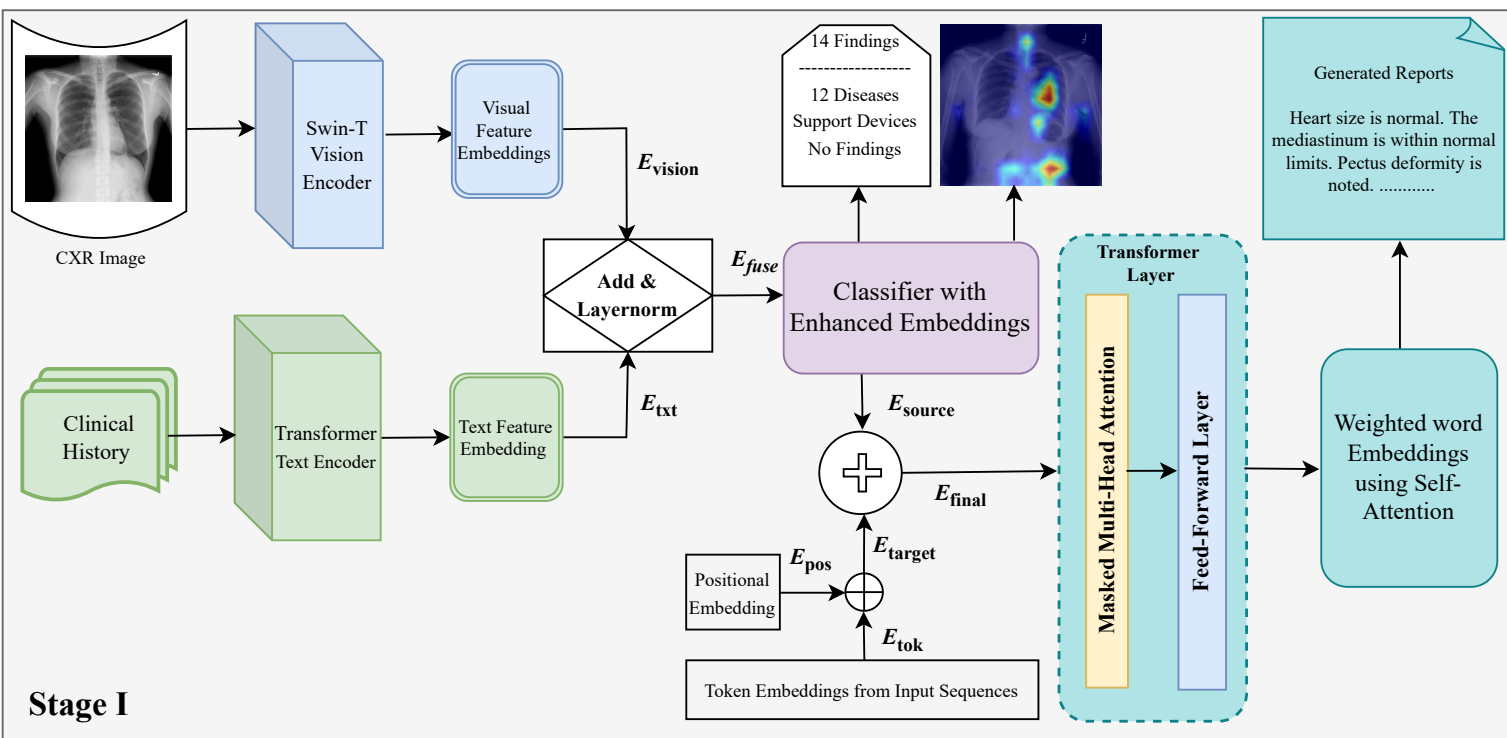 CXR Image
Swin-T
Vision
Encoder
Visual
Feature
Embeddings
E_vision
Clinical
History
Transformer
Text Encoder
Text Feature
Embedding
E_txt
Add &
Layernorm
E_fuse
14 Findings
-------------------
12 Diseases
Support Devices
No Findings
Classifier with
Enhanced Embeddings
E_source
E_final
E_target
E_pos
Positional
Embedding
E_tok
Token Embeddings from Input Sequences
Transformer
Layer
Masked Multi-Head Attention
Feed-Forward Layer
Generated Reports
Heart size is normal. The
mediastinum is within normal
limits. Pectus deformity is
noted. ............
Weighted word
Embeddings
using Self-
Attention
Stage I